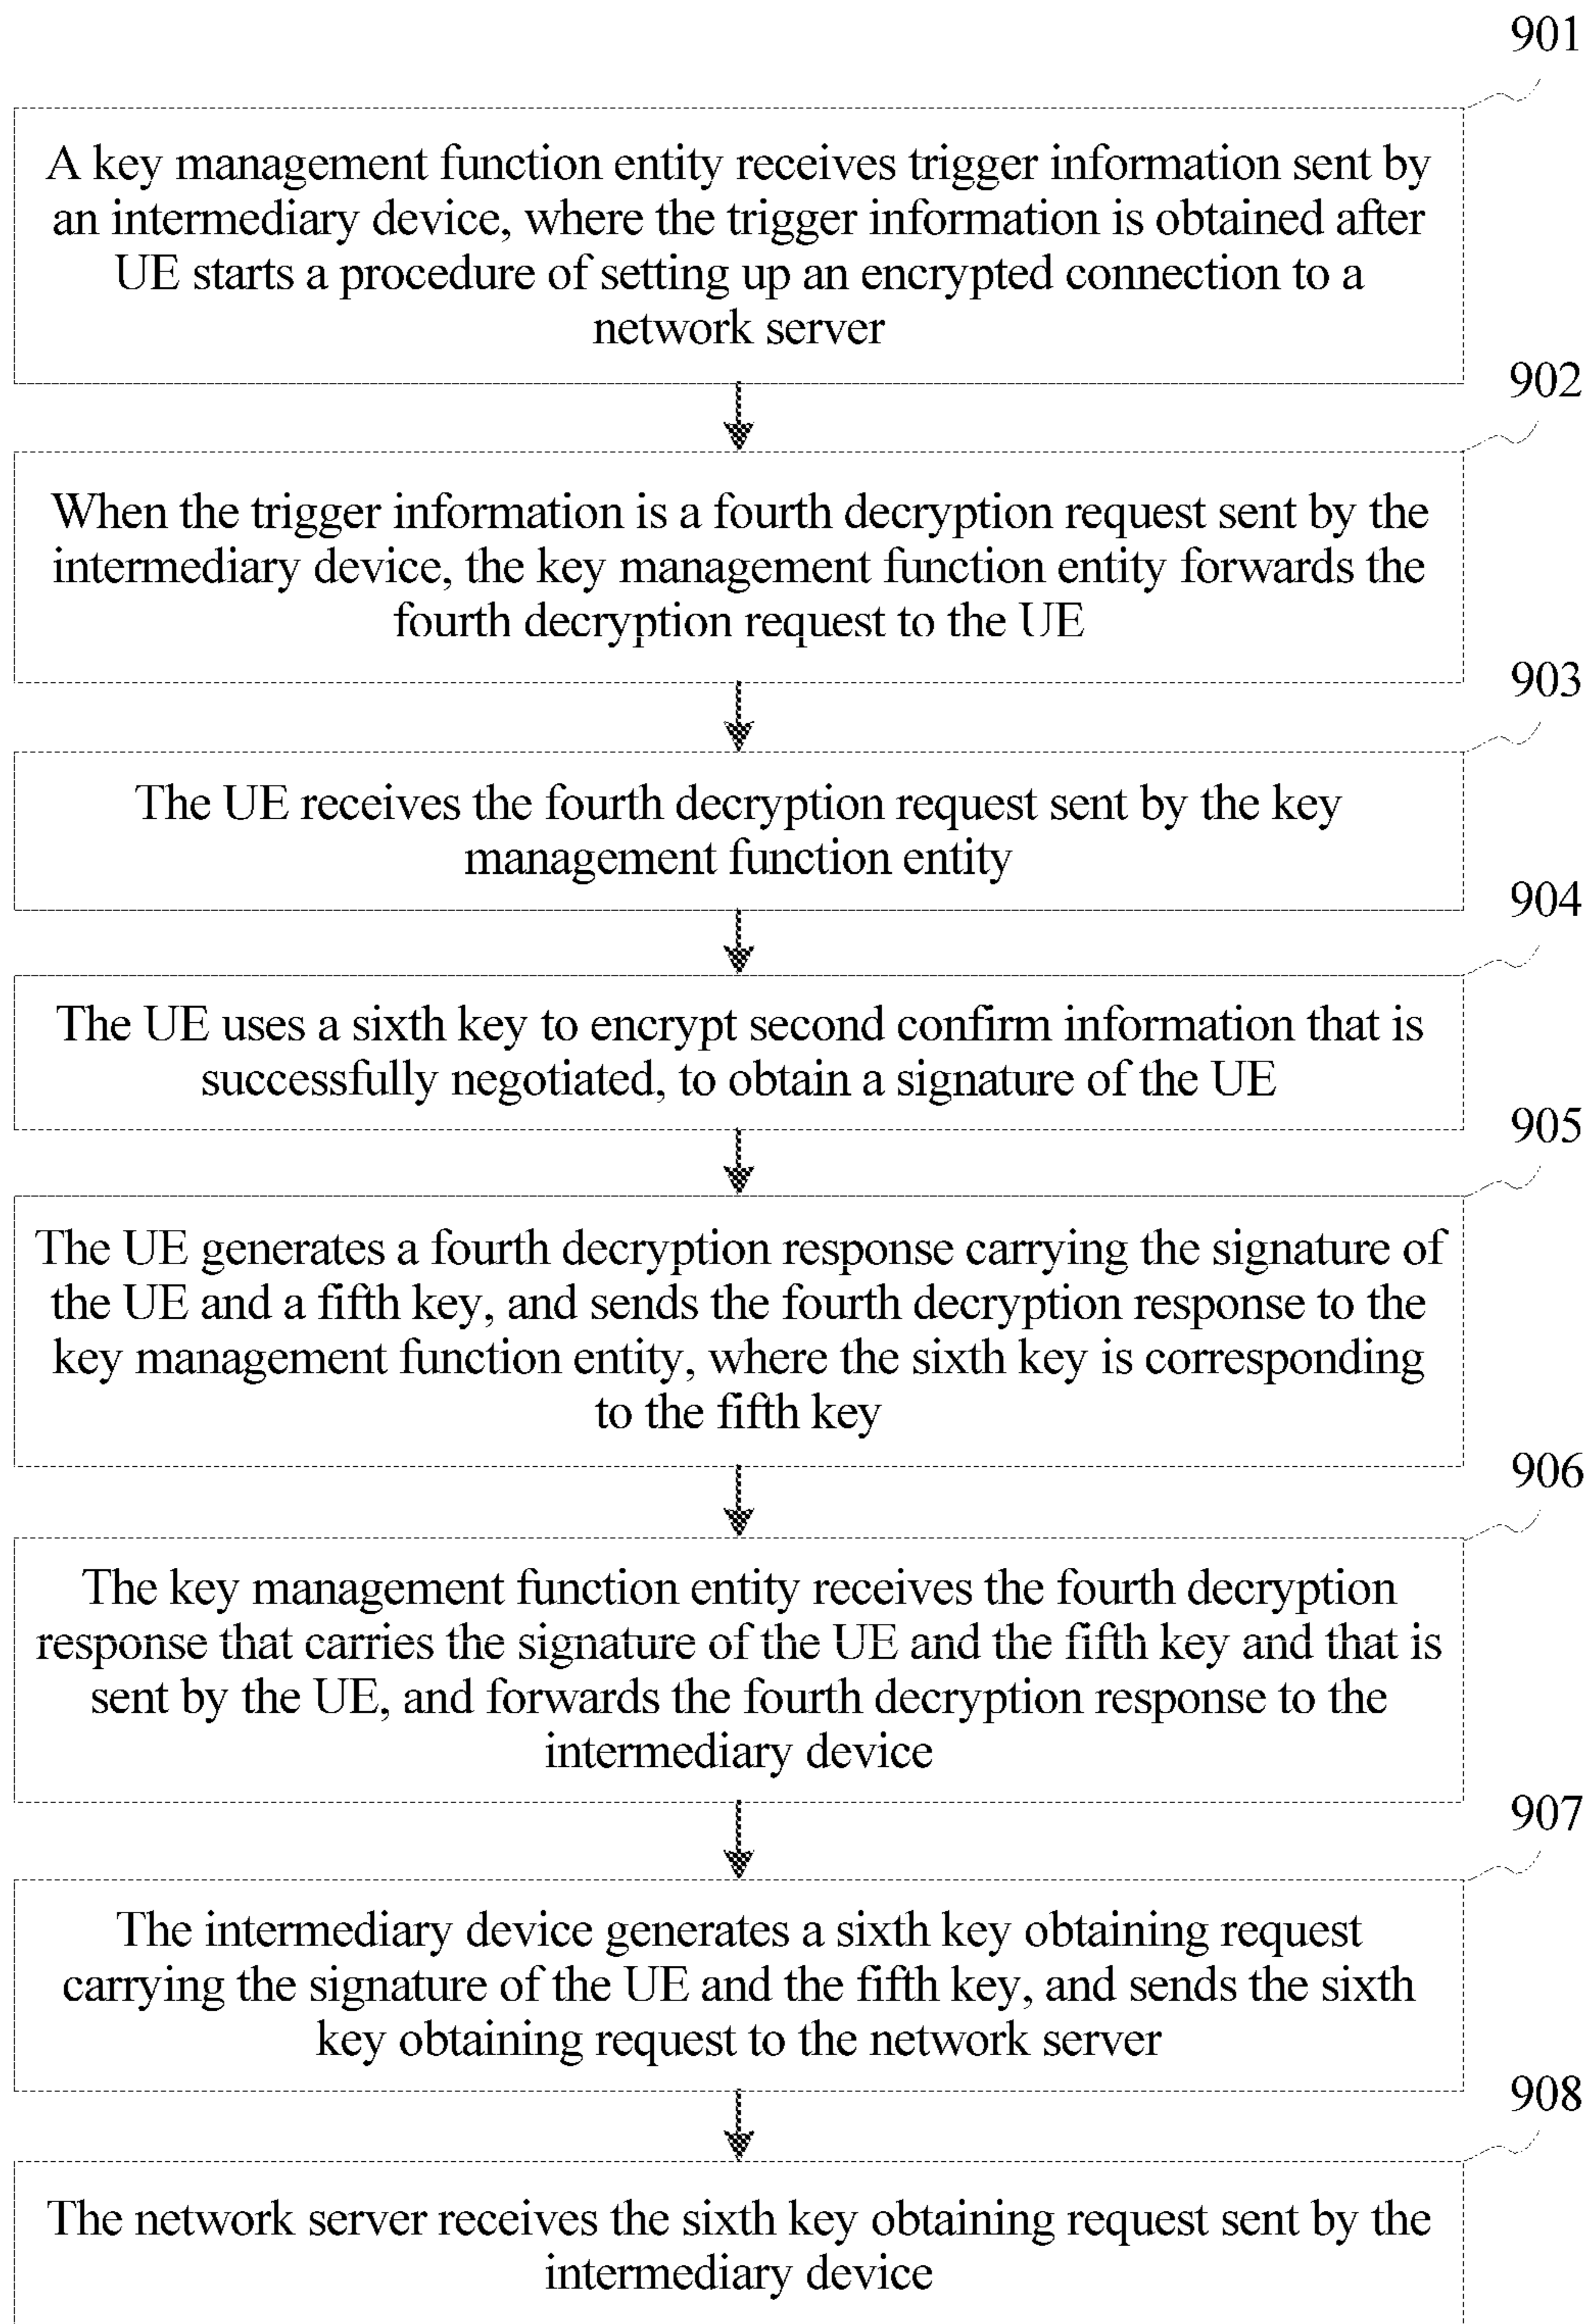 901
A key management function entity receives trigger information sent by
an intermediary device, where the trigger information is obtained after
UE starts a procedure of setting up an encrypted connection to a
network server
902
When the trigger information is a fourth decryption request sent by the
intermediary device, the key management function entity forwards the
fourth decryption request to the UE
903
The UE receives the fourth decryption request sent by the key
management function entity
904
The UE uses a sixth key to encrypt second confirm information that is
successfully negotiated, to obtain a signature of the UE
905
The UE generates a fourth decryption response carrying the signature of
the UE and a fifth key, and sends the fourth decryption response to the
key management function entity, where the sixth key is corresponding
to the fifth key
906
The key management function entity receives the fourth decryption
response that carries the signature of the UE and the fifth key and that is
sent by the UE, and forwards the fourth decryption response to the
intermediary device
907
The intermediary device generates a sixth key obtaining request
carrying the signature of the UE and the fifth key, and sends the sixth
key obtaining request to the network server
908
The network server receives the sixth key obtaining request sent by the
intermediary device